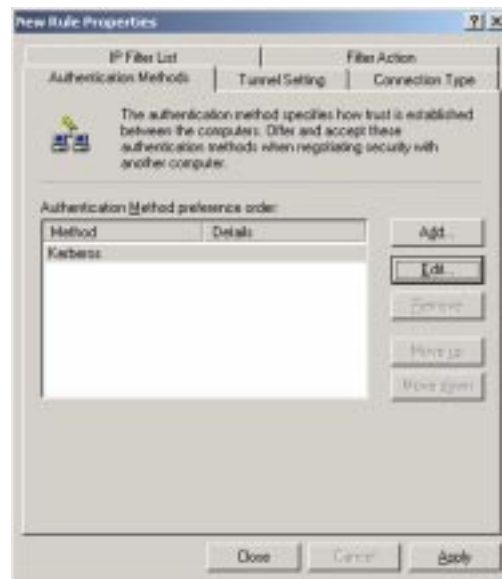 New Rule Properties
IP Filter List
Filter Action
Authentication Methods
Tunnel Setting
Connection Type
The authentication method specifies how trust is established
between the computers. Offer and accept these
authentication methods when negotiating security with
another computer.
Authentication Method preference order:
Method Details
Kerberos
Add...
Edit...
Remove
Move up
Move down
Close
Cancel
Apply